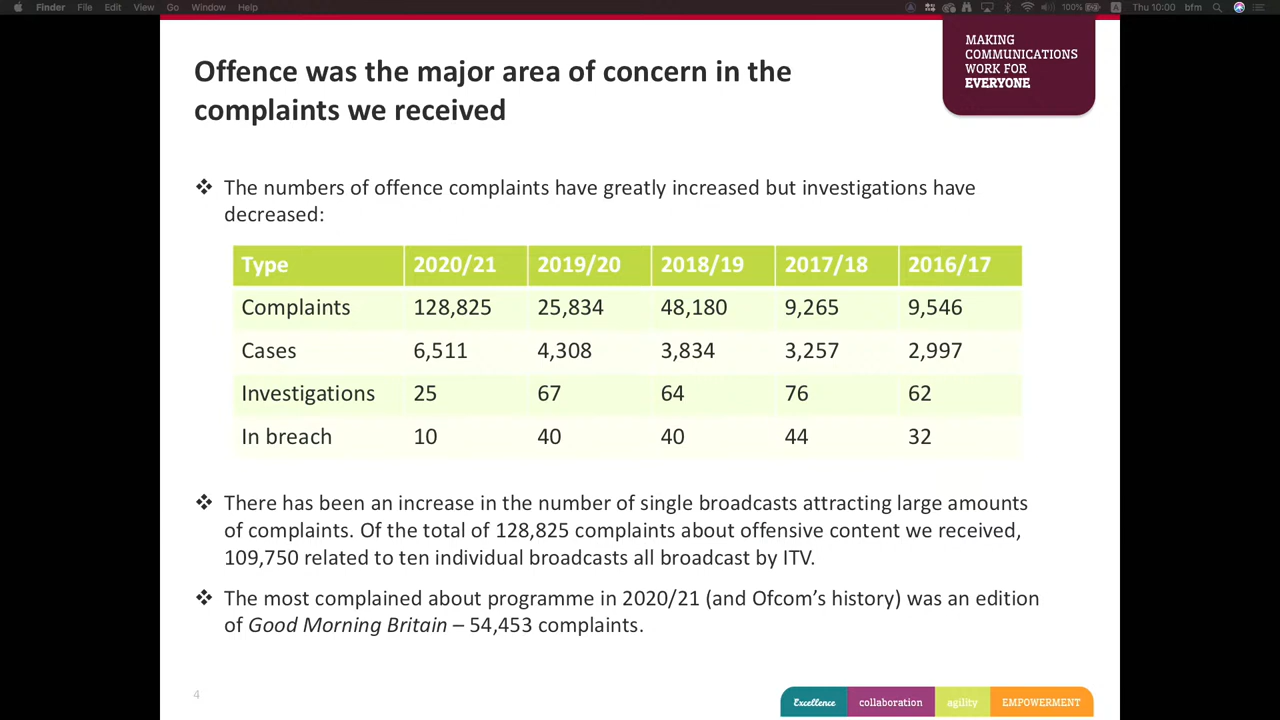 Finder File Edit View Go Window Help 100% Thu 10:00 bfm
MAKING
COMMUNICATIONS
WORK FOR
EVERYONE
Offence was the major area of concern in the
complaints we received
❖ The numbers of offence complaints have greatly increased but investigations have
decreased:
Type 2020/21 2019/20 2018/19 2017/18 2016/17
Complaints 128,825 25,834 48,180 9,265 9,546
Cases 6,511 4,308 3,834 3,257 2,997
Investigations 25 67 64 76 62
In breach 10 40 40 44 32
❖ There has been an increase in the number of single broadcasts attracting large amounts
of complaints. Of the total of 128,825 complaints about offensive content we received,
109,750 related to ten individual broadcasts all broadcast by ITV.
❖ The most complained about programme in 2020/21 (and Ofcom’s history) was an edition
of Good Morning Britain – 54,453 complaints.
4
Excellence collaboration agility EMPOWERMENT